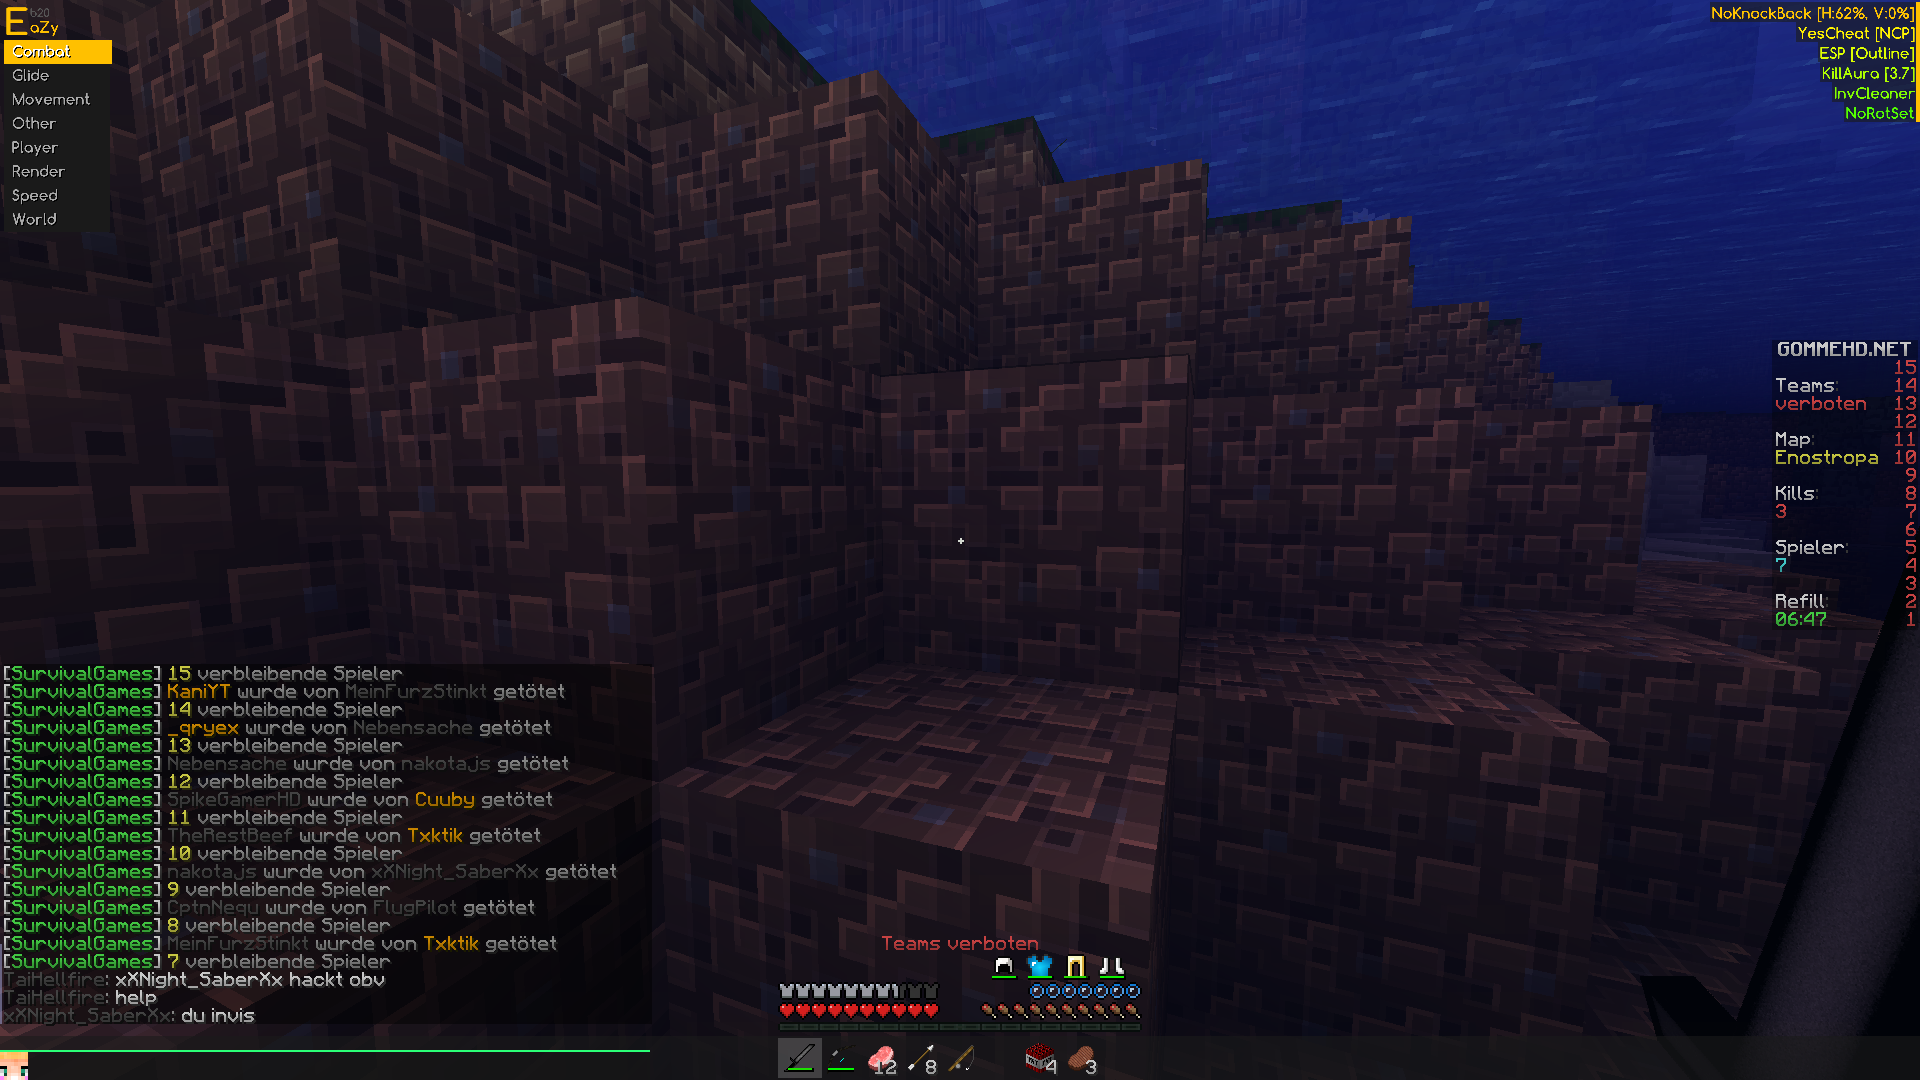 EaZy b20
Combat
Glide
Movement
Other
Player
Render
Speed
World
NoKnockBack [H:62%, V:0%]
YesCheat [NCP]
ESP [Outline]
KillAura [3.7]
InvCleaner
NoRotSet
GOMMEHD.NET
15
Teams: 14
verboten 13
12
Map: 11
Enostropa 10
9
Kills: 8
3 7
6
Spieler: 5
7 4
3
Refill: 2
06:47 1
[SurvivalGames] 15 verbleibende Spieler
[SurvivalGames] KaniYT wurde von MeinFurzStinkt getötet
[SurvivalGames] 14 verbleibende Spieler
[SurvivalGames] _qryex wurde von Nebensache getötet
[SurvivalGames] 13 verbleibende Spieler
[SurvivalGames] Nebensache wurde von nakotajs getötet
[SurvivalGames] 12 verbleibende Spieler
[SurvivalGames] SpikeGamerHD wurde von Cuuby getötet
[SurvivalGames] 11 verbleibende Spieler
[SurvivalGames] TheRestBeef wurde von Txktik getötet
[SurvivalGames] 10 verbleibende Spieler
[SurvivalGames] nakotajs wurde von xXNight_SaberXx getötet
[SurvivalGames] 9 verbleibende Spieler
[SurvivalGames] CptnNequ wurde von FlugPilot getötet
[SurvivalGames] 8 verbleibende Spieler
[SurvivalGames] MeinFurzStinkt wurde von Txktik getötet
[SurvivalGames] 7 verbleibende Spieler
TaiHellfire: xXNight_SaberXx hackt obv
TaiHellfire: help
xXNight_SaberXx: du invis
Teams verboten
12 8 4 3